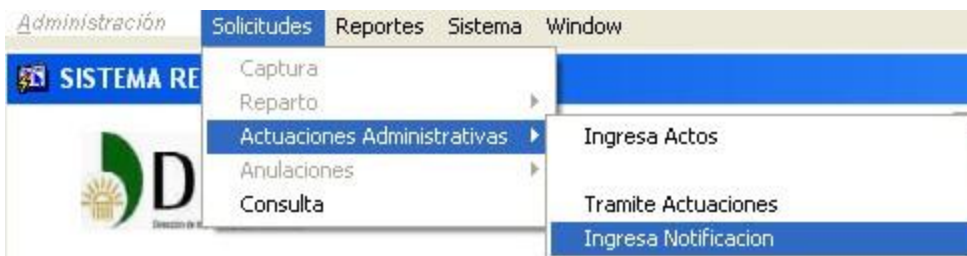 Administración Solicitudes Reportes Sistema Window
SISTEMA RE
Captura
Reparto
Actuaciones Administrativas
Anulaciones
Consulta
Ingresa Actos
Tramite Actuaciones
Ingresa Notificacion
D